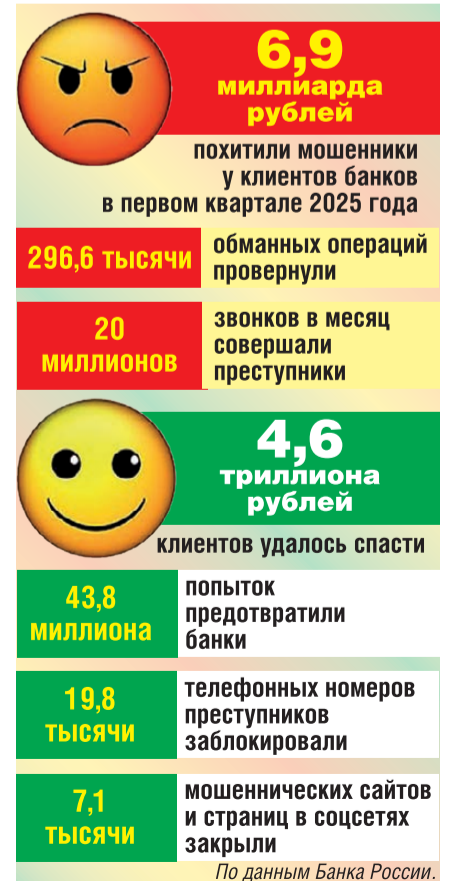 6,9
миллиарда
рублей
похитили мошенники
у клиентов банков
в первом квартале 2025 года
296,6 тысячи
обманных операций
провернули
20
миллионов
звонков в месяц
совершали
преступники
4,6
триллиона
рублей
клиентов удалось спасти
43,8
миллиона
попыток
предотвратили
банки
19,8
тысячи
телефонных номеров
преступников
заблокировали
7,1
тысячи
мошеннических сайтов
и страниц в соцсетях
закрыли
По данным Банка России.